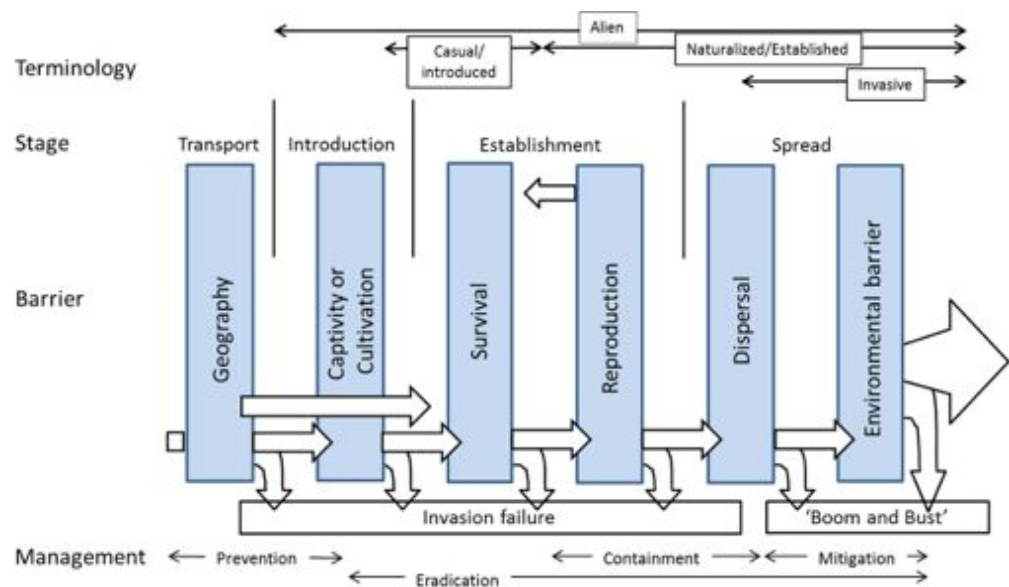 Alien
Terminology
Casual/
introduced
Naturalized/Established
Invasive
Stage
Transport
Introduction
Establishment
Spread
Barrier
Geography
Captivity or
Cultivation
Survival
Reproduction
Dispersal
Environmental barrier
Invasion failure
'Boom and Bust'
Management
Prevention
Containment
Mitigation
Eradication